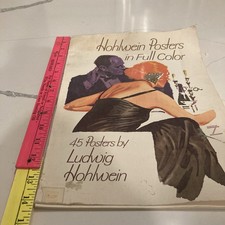 Hohlwein Posters
in Full Color
45 Posters by
Ludwig
Hohlwein